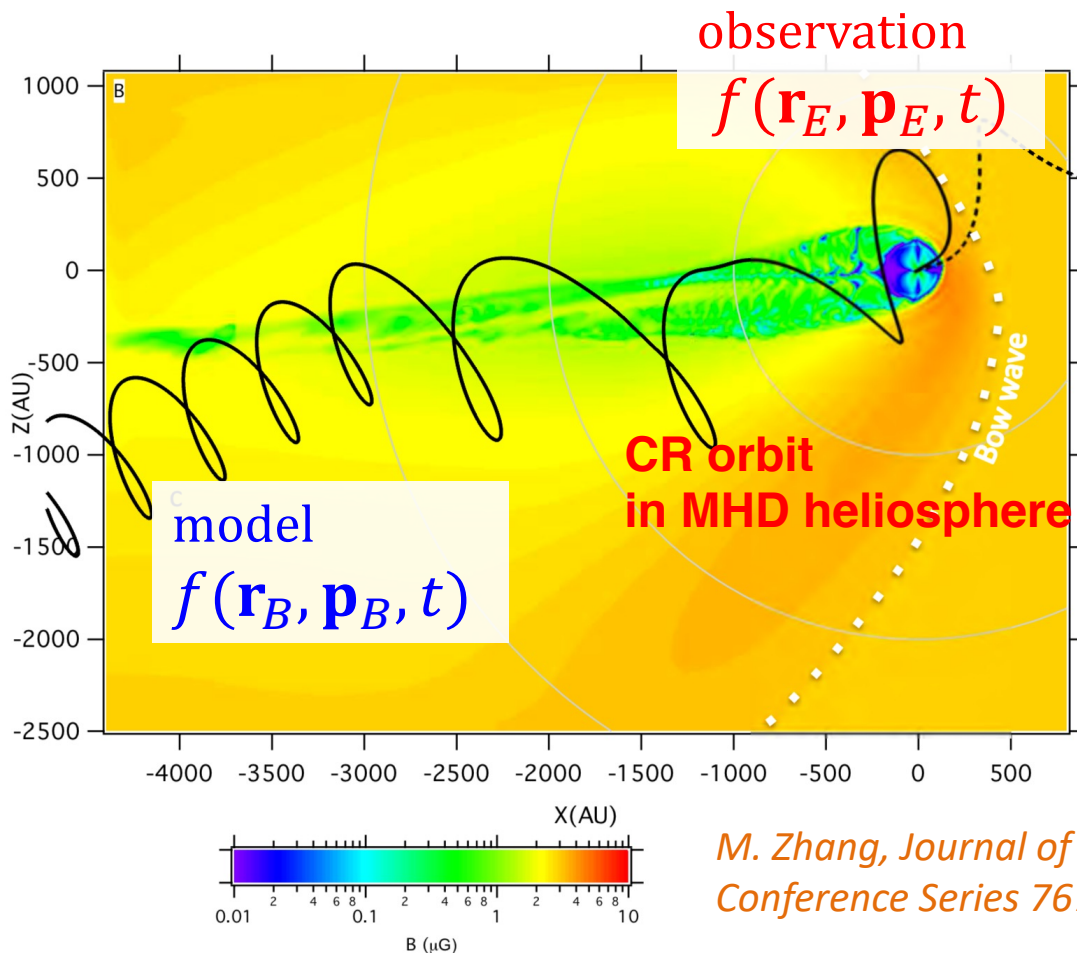 observation
f(r_E, p_E, t)
B
1000
500
0
-500
-1000
-1500
-2000
-2500
Z(AU)
Bow wave
CR orbit
in MHD heliosphere
C
model
f(r_B, p_B, t)
-4000 -3500 -3000 -2500 -2000 -1500 -1000 -500 0 500
X(AU)
2 4 6 8 2 4 6 8 2 4 6 8
0.01 0.1 1 10
B (μG)
M. Zhang, Journal of
Conference Series 76